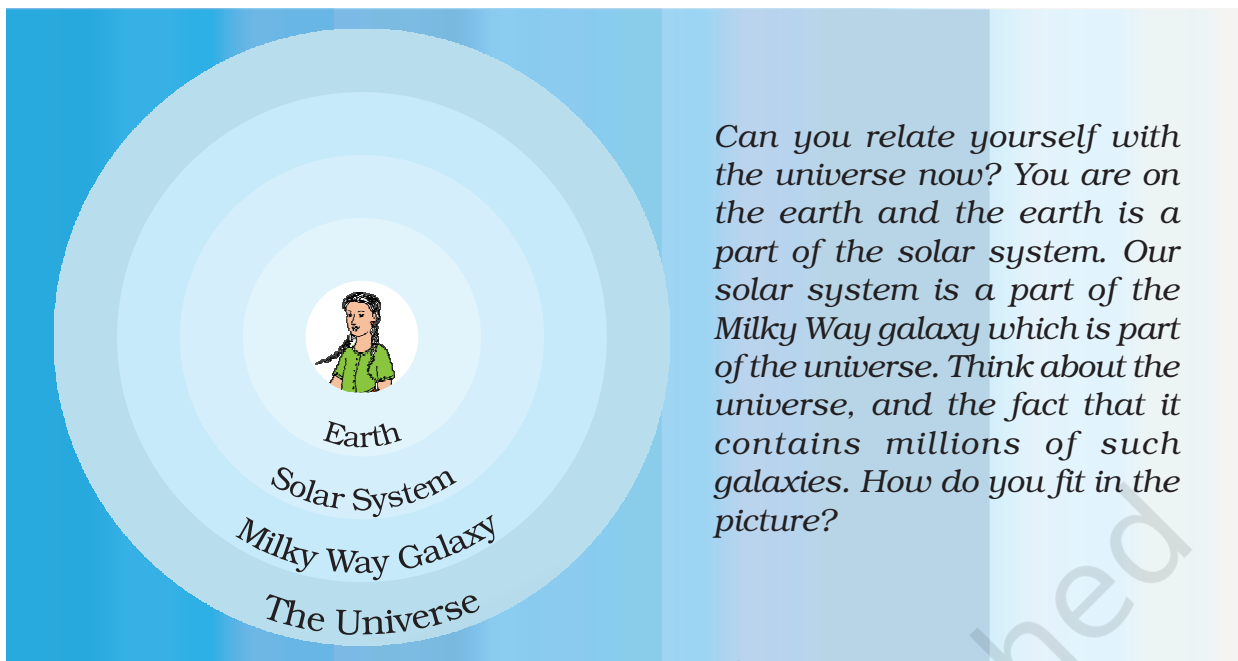 Can you relate yourself with
the universe now? You are on
the earth and the earth is a
part of the solar system. Our
solar system is a part of the
Milky Way galaxy which is part
of the universe. Think about the
universe, and the fact that it
contains millions of such
galaxies. How do you fit in the
picture?
Earth
Solar System
Milky Way Galaxy
The Universe
hed